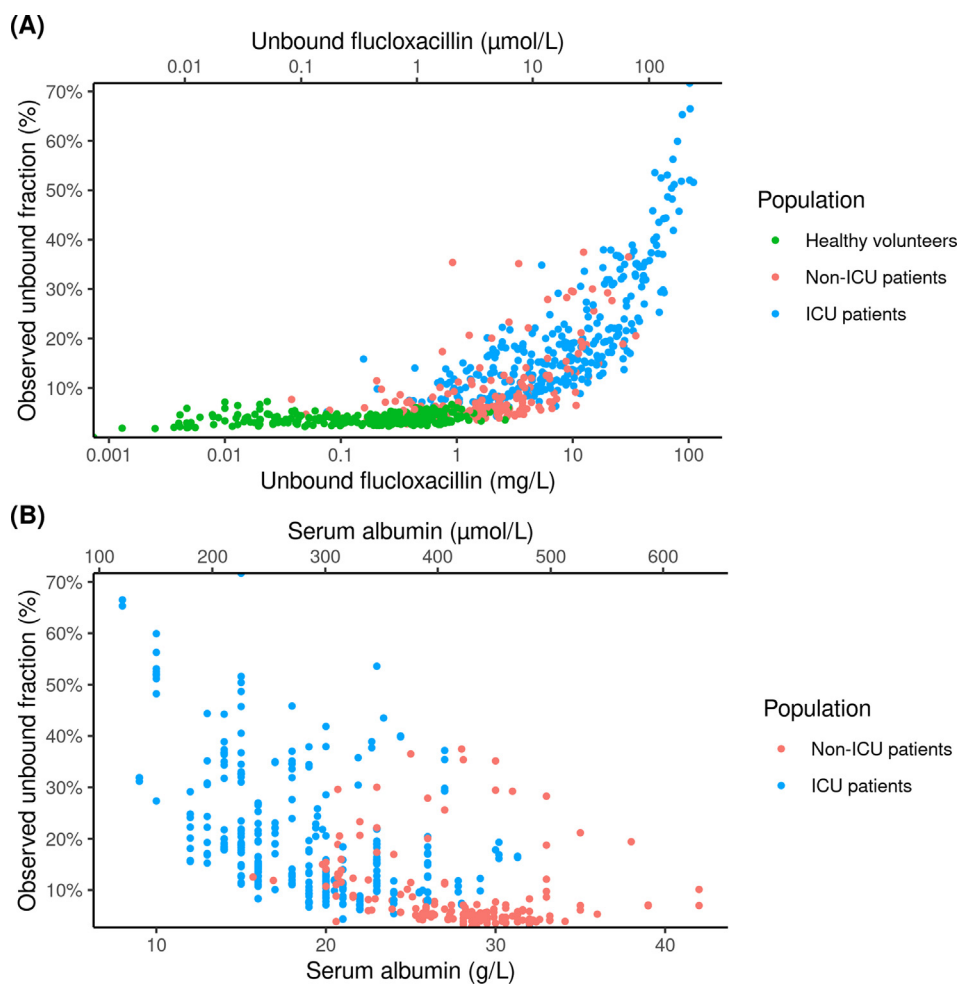 (A)
Unbound flucloxacillin (µmol/L)
0.01 0.1 1 10 100
Observed unbound fraction (%)
70%
60%
50%
40%
30%
20%
10%
0.001 0.01 0.1 1 10 100
Unbound flucloxacillin (mg/L)
Population
Healthy volunteers
Non-ICU patients
ICU patients
(B)
Serum albumin (µmol/L)
100 200 300 400 500 600
Observed unbound fraction (%)
70%
60%
50%
40%
30%
20%
10%
10 20 30 40
Serum albumin (g/L)
Population
Non-ICU patients
ICU patients